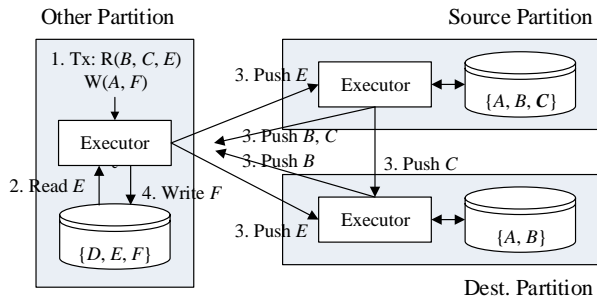 Other Partition
Source Partition
1. Tx: R(B, C, E)
W(A, F)
3. Push E
Executor
{A, B, C}
Executor
3. Push B, C
3. Push B
3. Push C
2. Read E
4. Write F
3. Push E
Executor
{D, E, F}
{A, B}
Dest. Partition